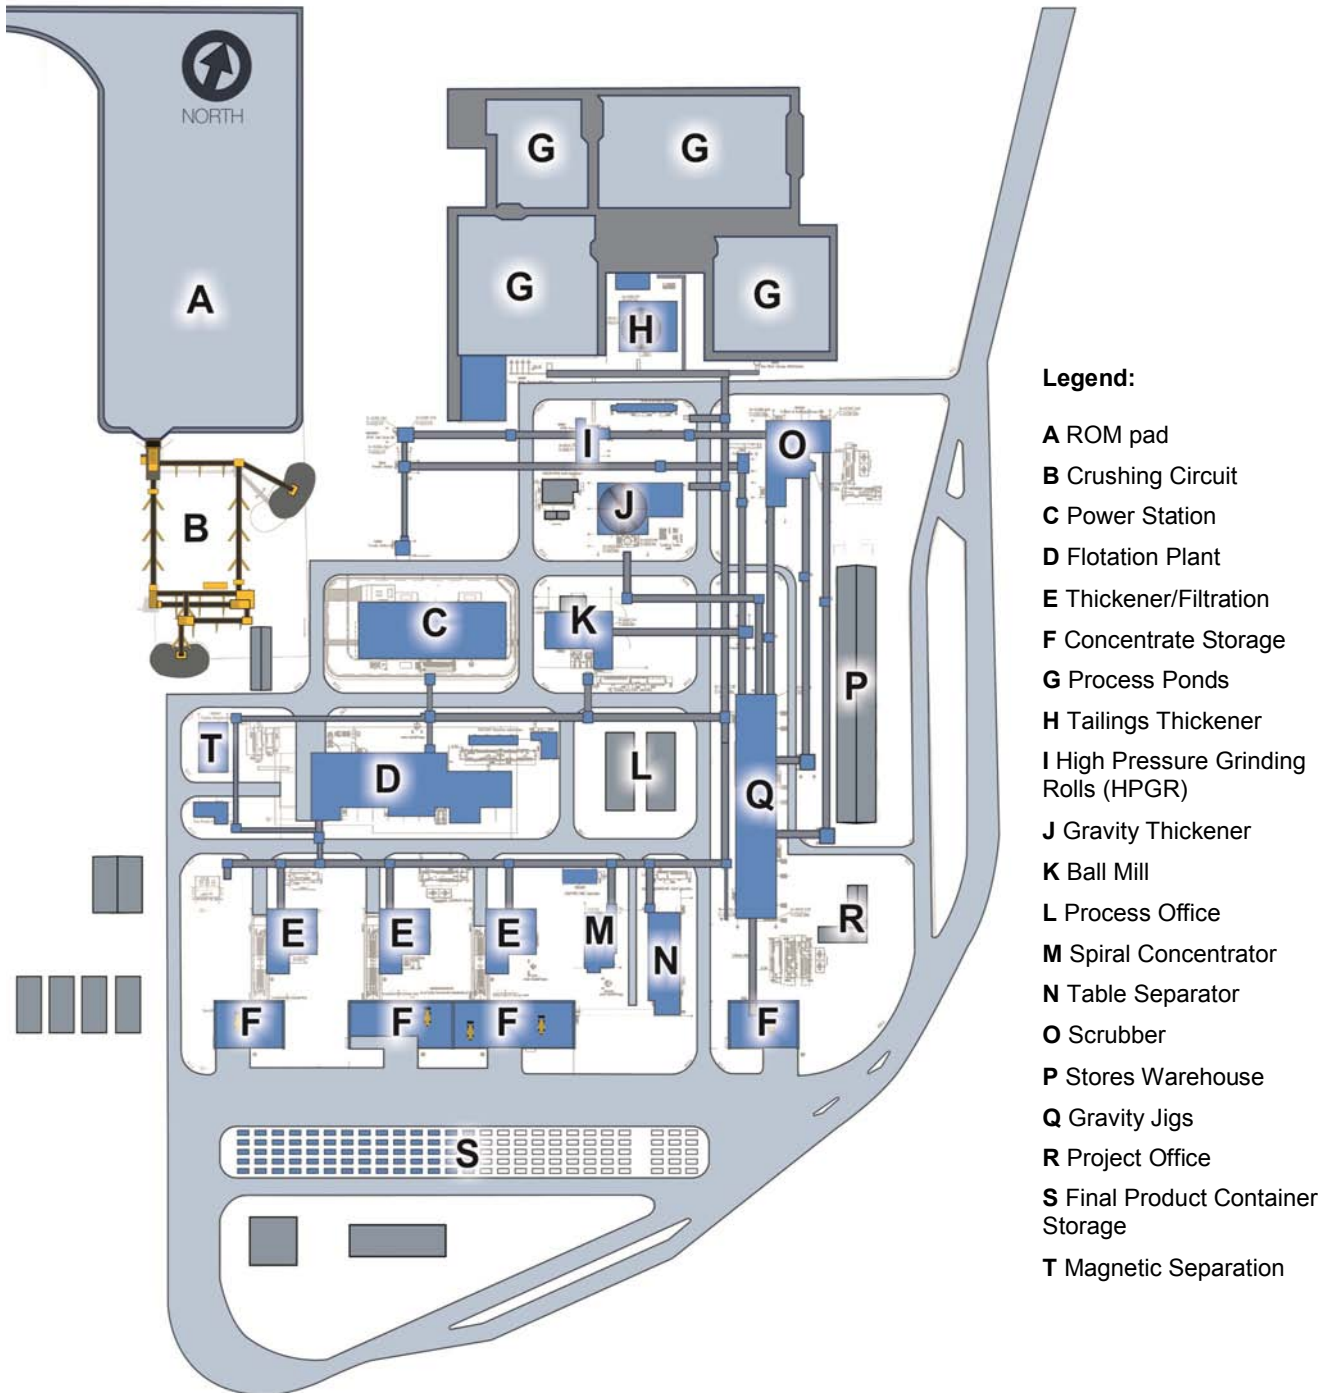 NORTH
G
G
A
G
G
H
O
I
J
B
C
K
P
T
D
L
Q
E
E
E
M
N
R
F
F
F
F
S
Legend:
A ROM pad
B Crushing Circuit
C Power Station
D Flotation Plant
E Thickener/Filtration
F Concentrate Storage
G Process Ponds
H Tailings Thickener
I High Pressure Grinding
Rolls (HPGR)
J Gravity Thickener
K Ball Mill
L Process Office
M Spiral Concentrator
N Table Separator
O Scrubber
P Stores Warehouse
Q Gravity Jigs
R Project Office
S Final Product Container
Storage
T Magnetic Separation